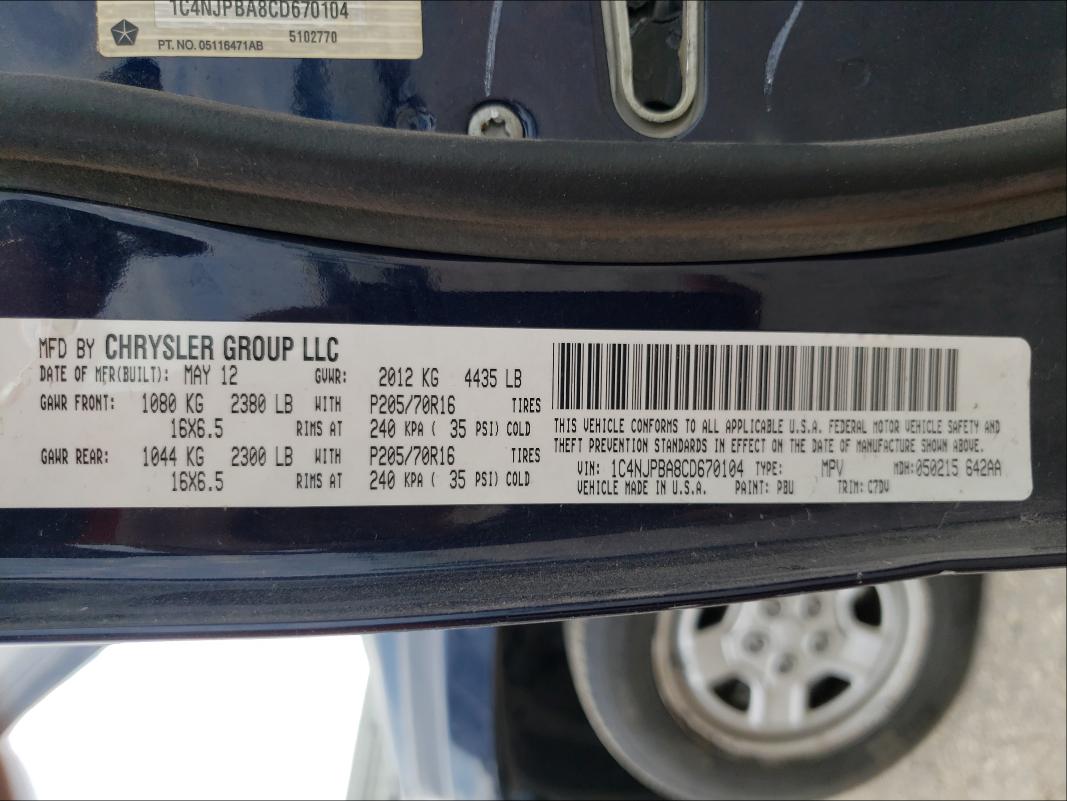 1C4NJPBA8CD670104
5102770
PT. NO. 05116471AB
MFD BY CHRYSLER GROUP LLC
DATE OF MFR(BUILT): MAY 12 GVWR: 2012 KG 4435 LB
GAWR FRONT: 1080 KG 2380 LB WITH P205/70R16 TIRES
16X6.5 RIMS AT 240 KPA ( 35 PSI) COLD
GAWR REAR: 1044 KG 2300 LB WITH P205/70R16 TIRES
16X6.5 RIMS AT 240 KPA ( 35 PSI) COLD
THIS VEHICLE CONFORMS TO ALL APPLICABLE U.S.A. FEDERAL MOTOR VEHICLE SAFETY AND
THEFT PREVENTION STANDARDS IN EFFECT ON THE DATE OF MANUFACTURE SHOWN ABOVE.
VIN: 1C4NJPBA8CD670104 TYPE: MPV MDH: 050215 642AA
VEHICLE MADE IN U.S.A. PAINT: PBU TRIM: C7DV